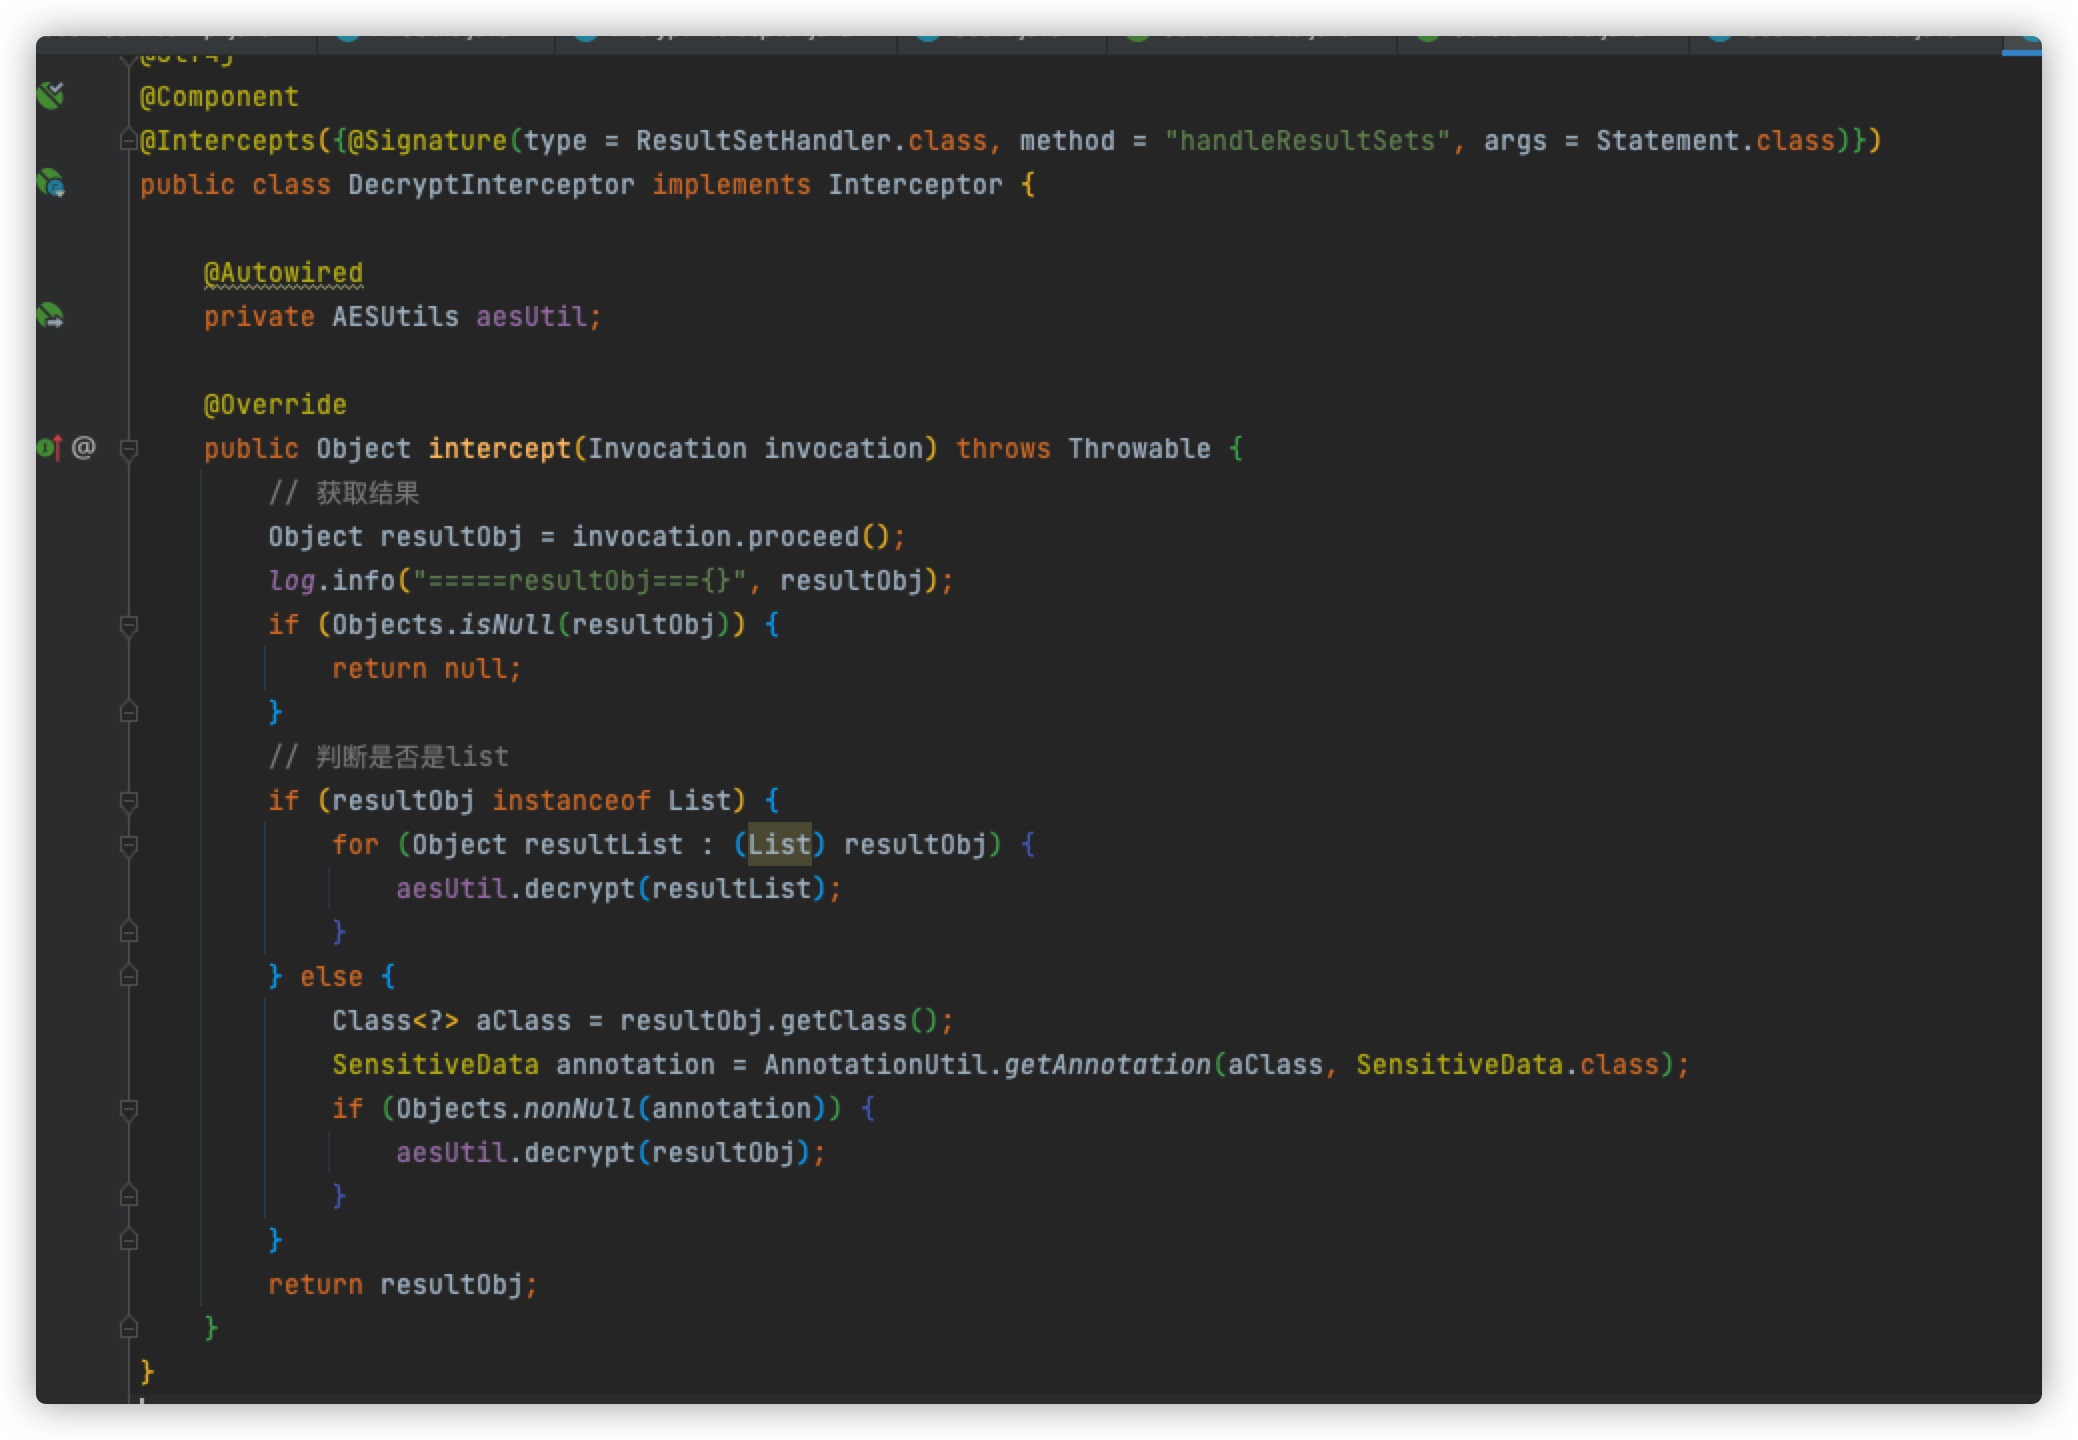 @Component
@Intercepts({@Signature(type = ResultSetHandler.class, method = "handleResultSets", args = Statement.class)})
public class DecryptInterceptor implements Interceptor {
@Autowired
private AESUtils aesUtil;
@Override
public Object intercept(Invocation invocation) throws Throwable {
// 获取结果
Object resultObj = invocation.proceed();
log.info("=====resultObj==={}", resultObj);
if (Objects.isNull(resultObj)) {
return null;
}
// 判断是否是list
if (resultObj instanceof List) {
for (Object resultList : (List) resultObj) {
aesUtil.decrypt(resultList);
}
} else {
Class<?> aClass = resultObj.getClass();
SensitiveData annotation = AnnotationUtil.getAnnotation(aClass, SensitiveData.class);
if (Objects.nonNull(annotation)) {
aesUtil.decrypt(resultObj);
}
}
return resultObj;
}
}